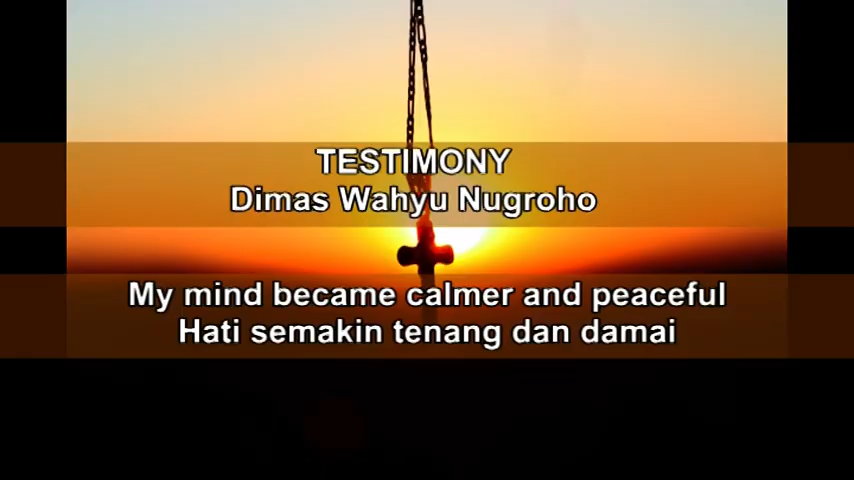 TESTIMONY
Dimas Wahyu Nugroho
My mind became calmer and peaceful
Hati semakin tenang dan damai